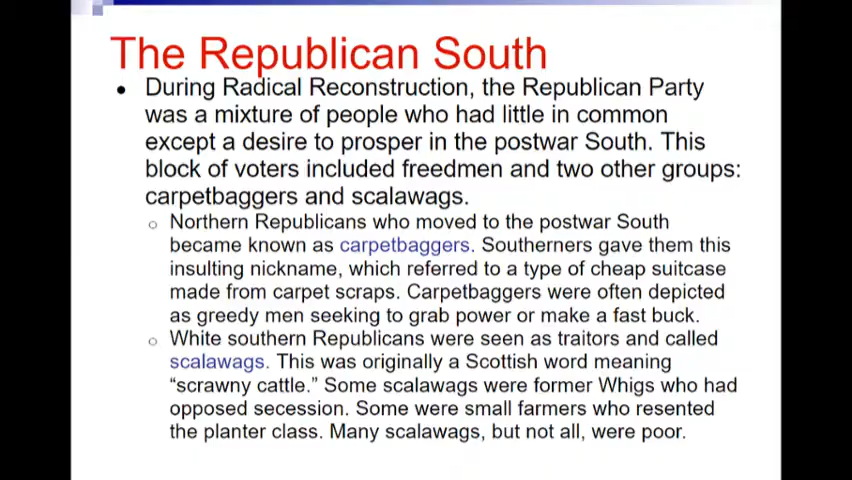 The Republican South
• During Radical Reconstruction, the Republican Party
was a mixture of people who had little in common
except a desire to prosper in the postwar South. This
block of voters included freedmen and two other groups:
carpetbaggers and scalawags.
○ Northern Republicans who moved to the postwar South
became known as carpetbaggers. Southerners gave them this
insulting nickname, which referred to a type of cheap suitcase
made from carpet scraps. Carpetbaggers were often depicted
as greedy men seeking to grab power or make a fast buck.
○ White southern Republicans were seen as traitors and called
scalawags. This was originally a Scottish word meaning
“scrawny cattle.” Some scalawags were former Whigs who had
opposed secession. Some were small farmers who resented
the planter class. Many scalawags, but not all, were poor.